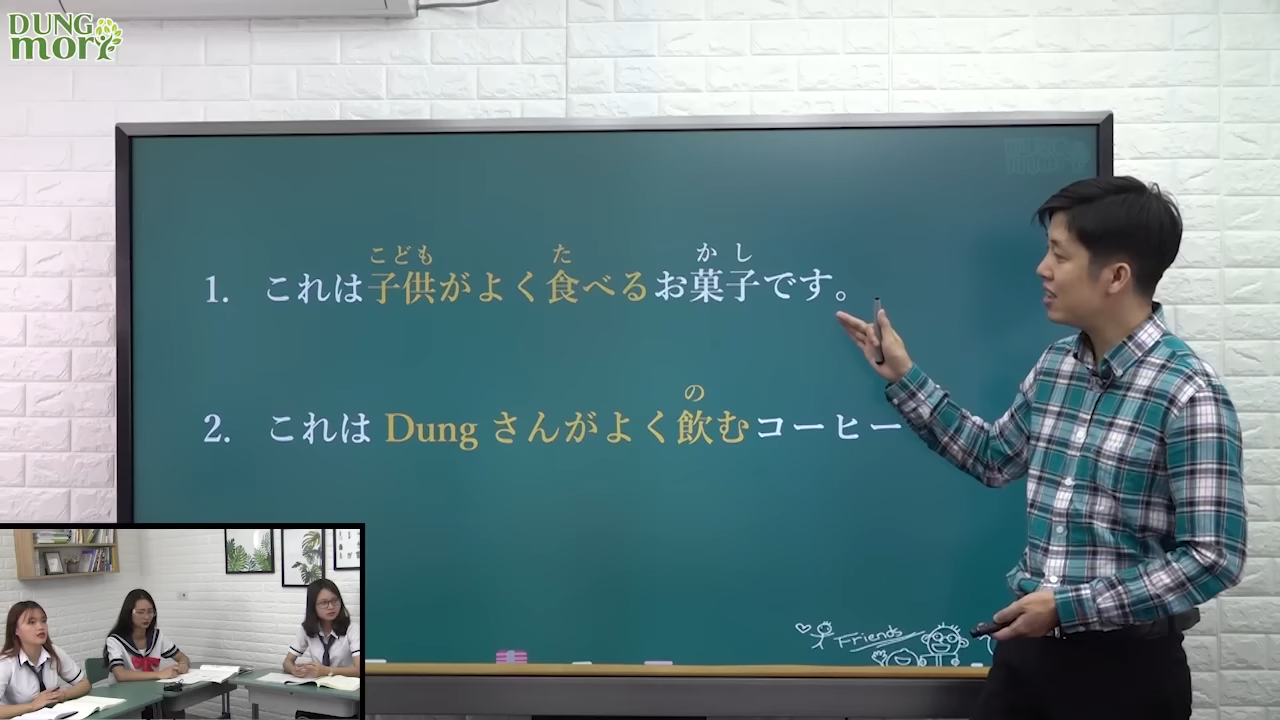 DUNG
mori
こども た か し
1. これは子供がよく食べるお菓子です。
の
2. これは Dung さんがよく飲むコーヒー
Friends